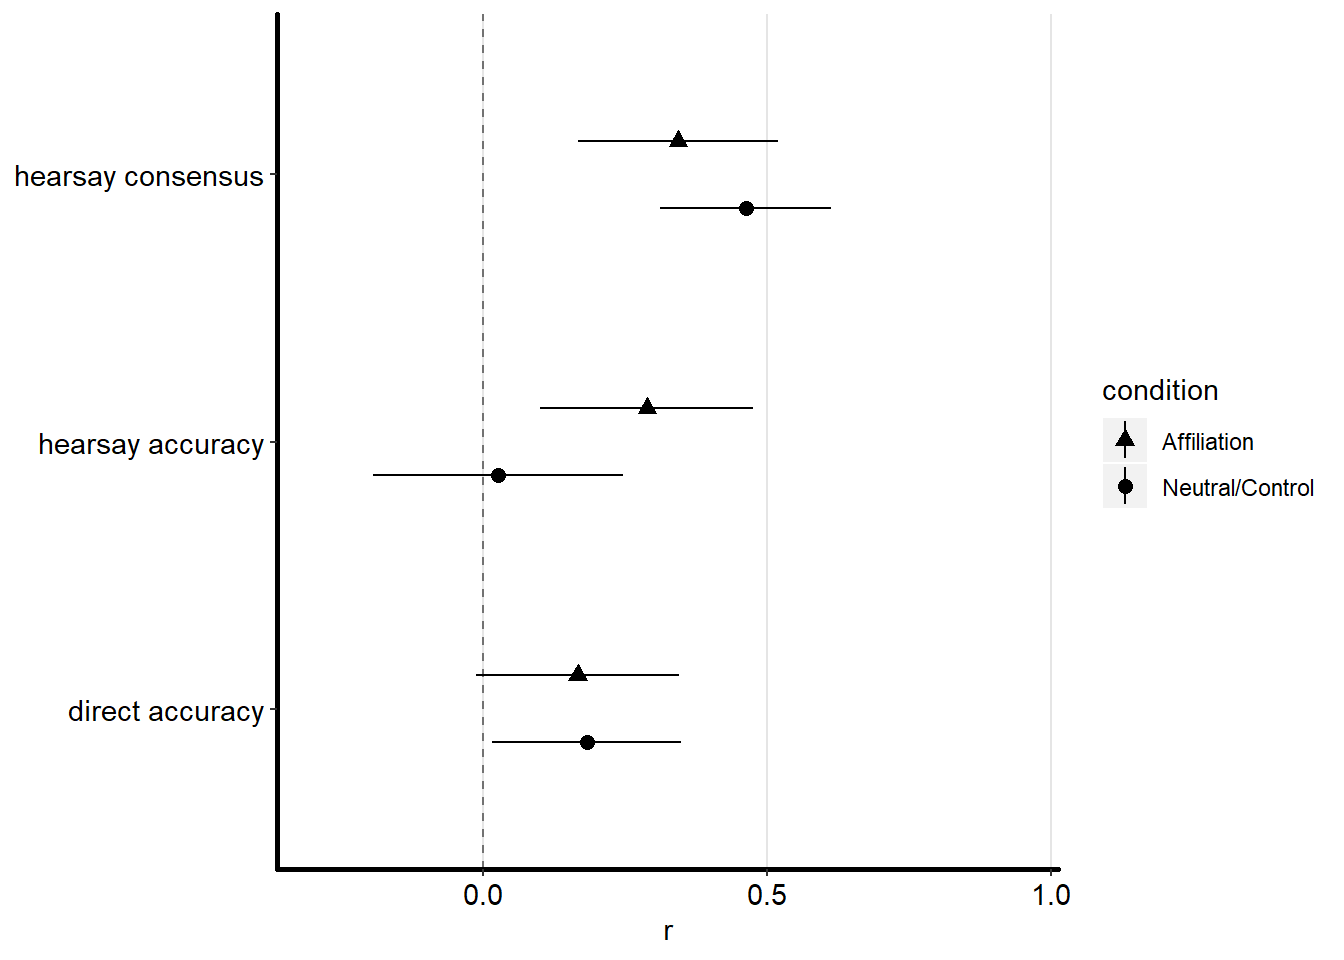 hearsay consensus
hearsay accuracy
direct accuracy
0.0 0.5 1.0
r
condition
Affiliation
Neutral/Control